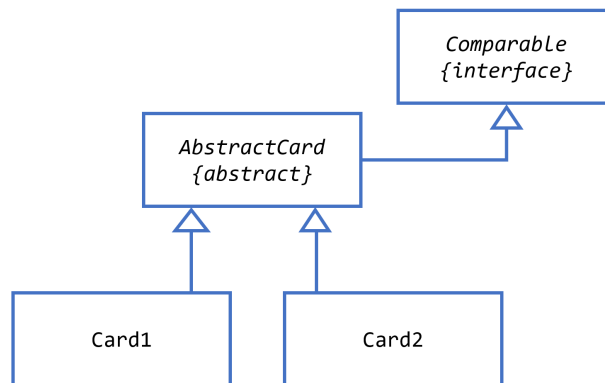 Comparable
{interface}
AbstractCard
{abstract}
Card1
Card2